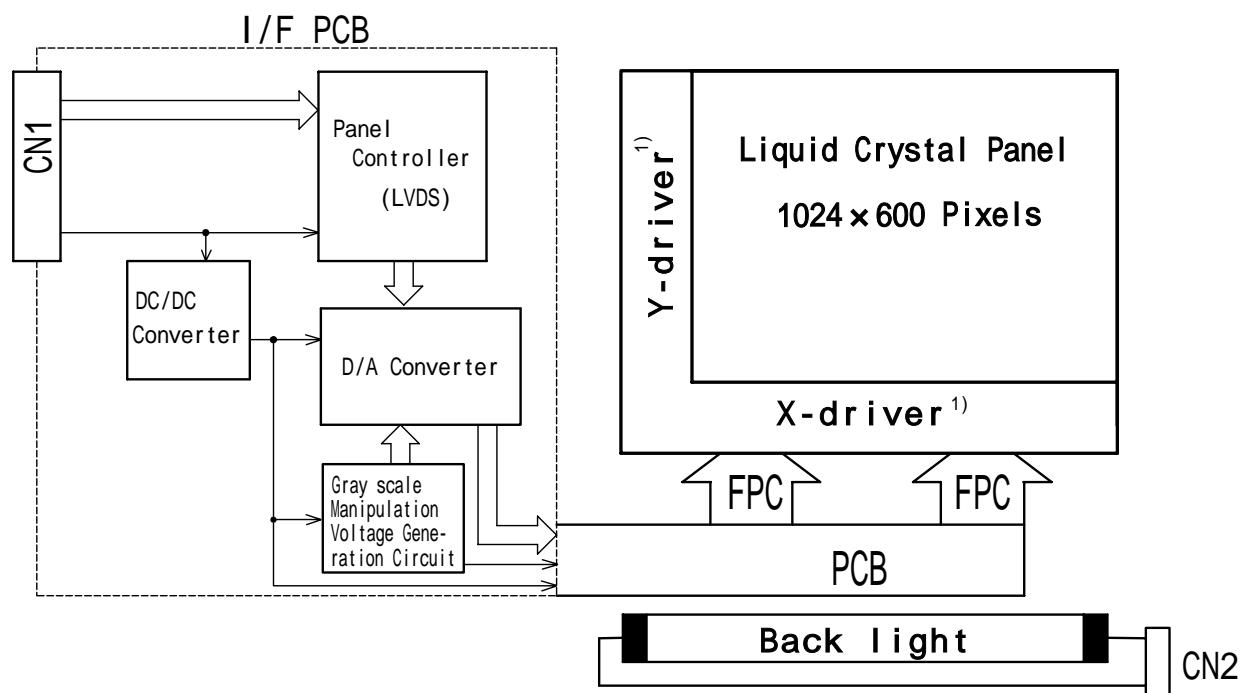 I/F PCB
CN1
Panel
Controller
(LVDS)
DC/DC
Converter
D/A Converter
Gray scale
Manipulation
Voltage Gene-
ration Circuit
Y-driver 1)
Liquid Crystal Panel
1024×600 Pixels
X-driver 1)
FPC
FPC
PCB
Back light
CN2